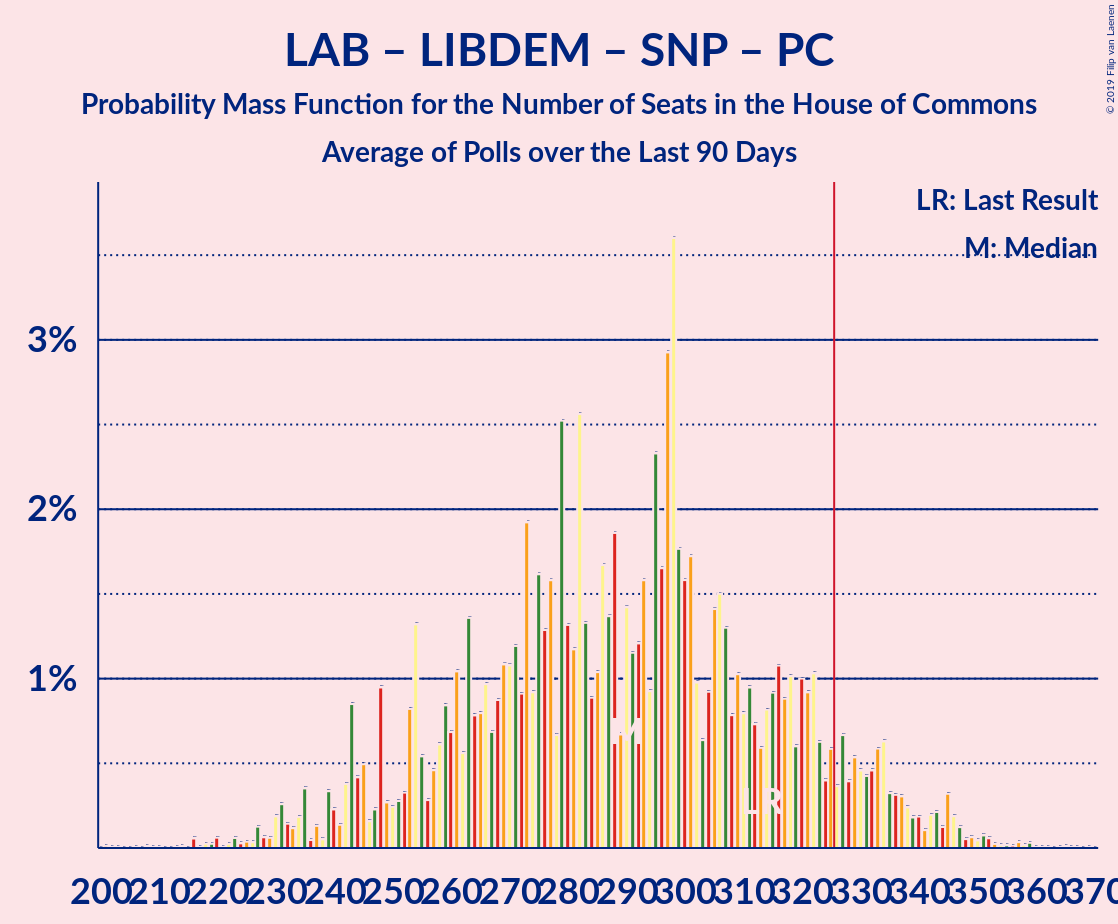 LAB – LIBDEM – SNP – PC
Probability Mass Function for the Number of Seats in the House of Commons
Average of Polls over the Last 90 Days
© 2019 Filip van Laenen
LR: Last Result
M: Median
3%
2%
1%
M
LR
200 210 220 230 240 250 260 270 280 290 300 310 320 330 340 350 360 370